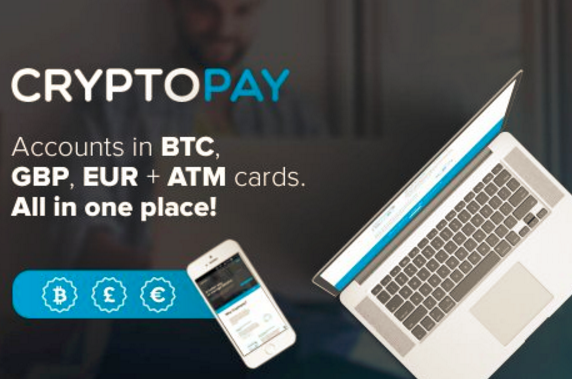 CRYPTOPAY
Accounts in BTC,
GBP, EUR + ATM cards.
All in one place!
₿ £ €